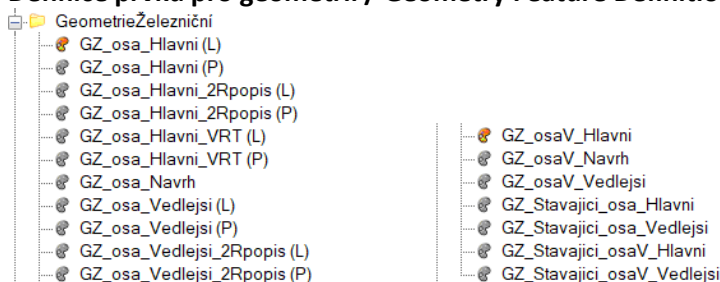 GeometrieŽelezniční
GZ_osa_Hlavni (L)
GZ_osa_Hlavni (P)
GZ_osa_Hlavni_2Rpopis (L)
GZ_osa_Hlavni_2Rpopis (P)
GZ_osa_Hlavni_VRT (L)
GZ_osa_Hlavni_VRT (P)
GZ_osa_Navrh
GZ_osa_Vedlejsi (L)
GZ_osa_Vedlejsi (P)
GZ_osa_Vedlejsi_2Rpopis (L)
GZ_osa_Vedlejsi_2Rpopis (P)
GZ_osaV_Hlavni
GZ_osaV_Navrh
GZ_osaV_Vedlejsi
GZ_Stavajici_osa_Hlavni
GZ_Stavajici_osa_Vedlejsi
GZ_Stavajici_osaV_Hlavni
GZ_Stavajici_osaV_Vedlejsi